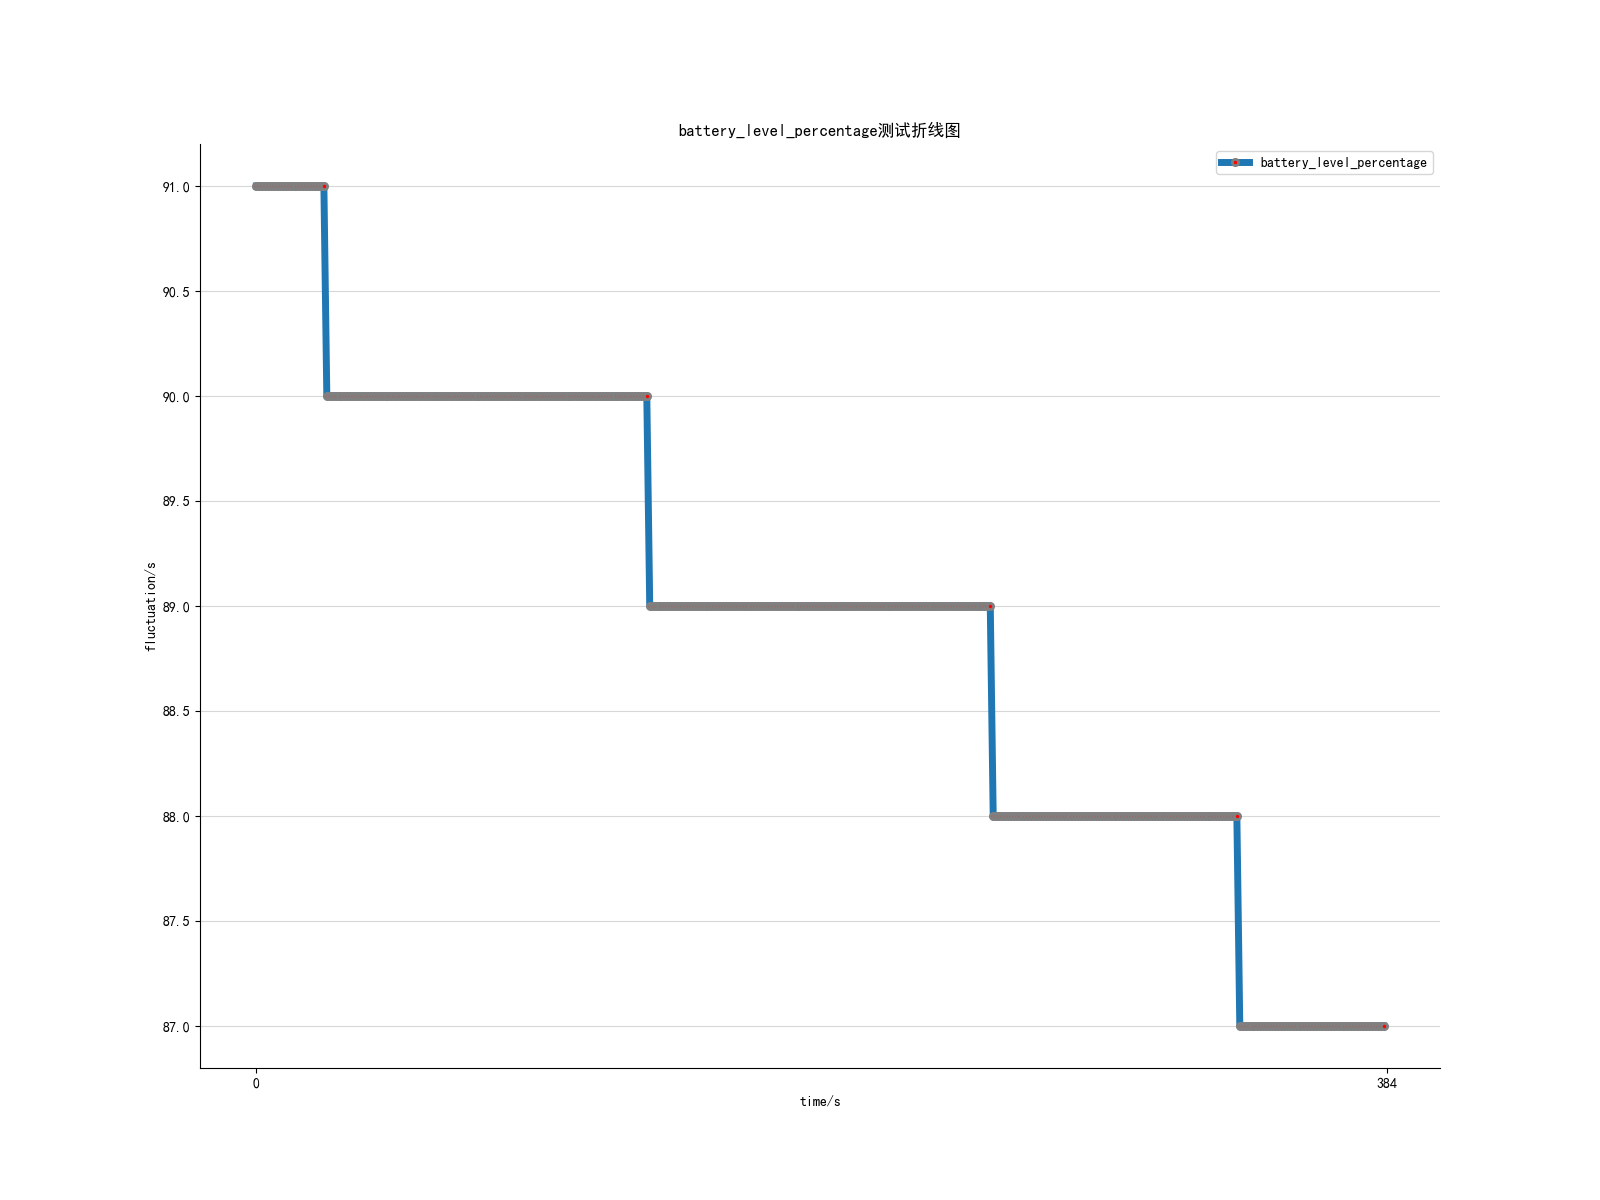 battery_level_percentage测试折线图
battery_level_percentage
91.0
90.5
90.0
89.5
89.0
88.5
88.0
87.5
87.0
fluctuation/s
0
384
time/s